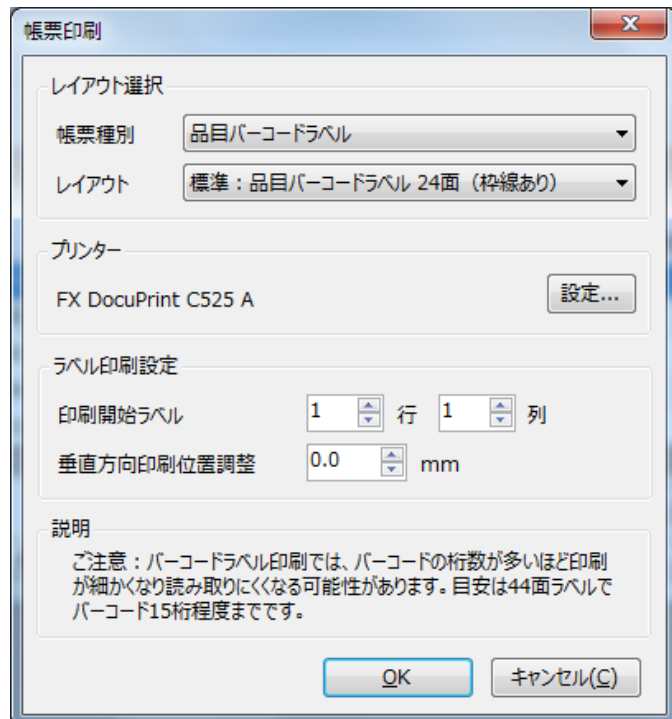 帳票印刷
レイアウト選択
帳票種別 品目バーコードラベル
レイアウト 標準：品目バーコードラベル 24面（枠線あり）
プリンター
FX DocuPrint C525 A 設定...
ラベル印刷設定
印刷開始ラベル 1 行 1 列
垂直方向印刷位置調整 0.0 mm
説明
ご注意：バーコードラベル印刷では、バーコードの桁数が多いほど印刷
が細かくなり読み取りにくくなる可能性があります。目安は44面ラベルで
バーコード15桁程度までです。
OK キャンセル(C)